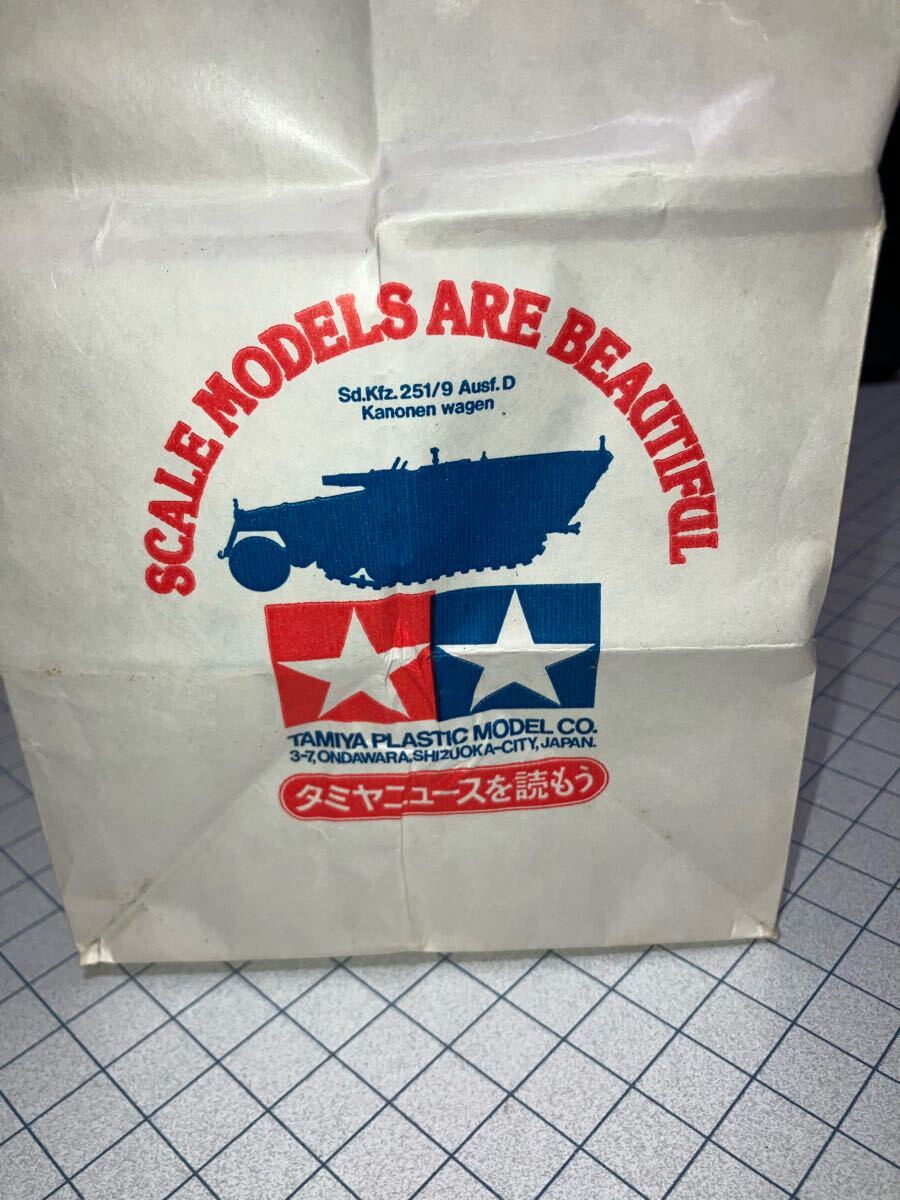 SCALE MODELS ARE BEAUTIFUL
Sd.Kfz. 251/9 Ausf. D
Kanonen wagen
TAMIYA PLASTIC MODEL CO.
3-7, ONDAWARA, SHIZUOKA-CITY, JAPAN.
タミヤニュースを読もう